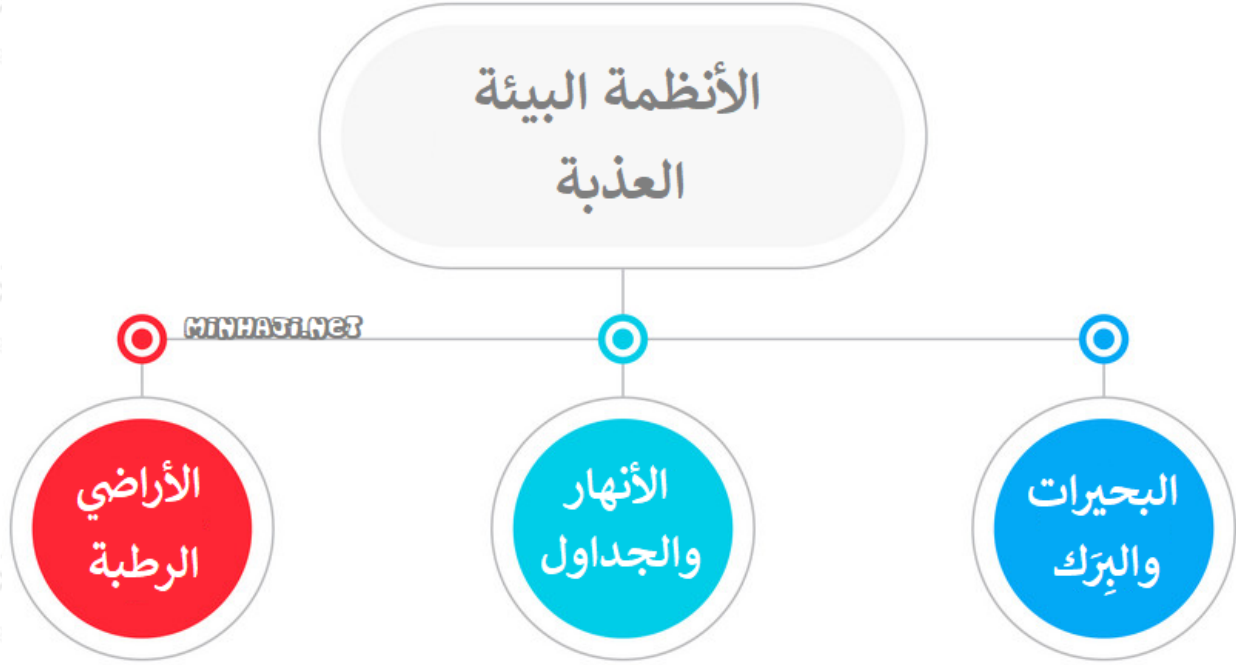 الأنظمة البيئة
العذبة
MINHAJI.NET
البحيرات
والبِرَك
الأنهار
والجداول
الأراضي
الرطبة